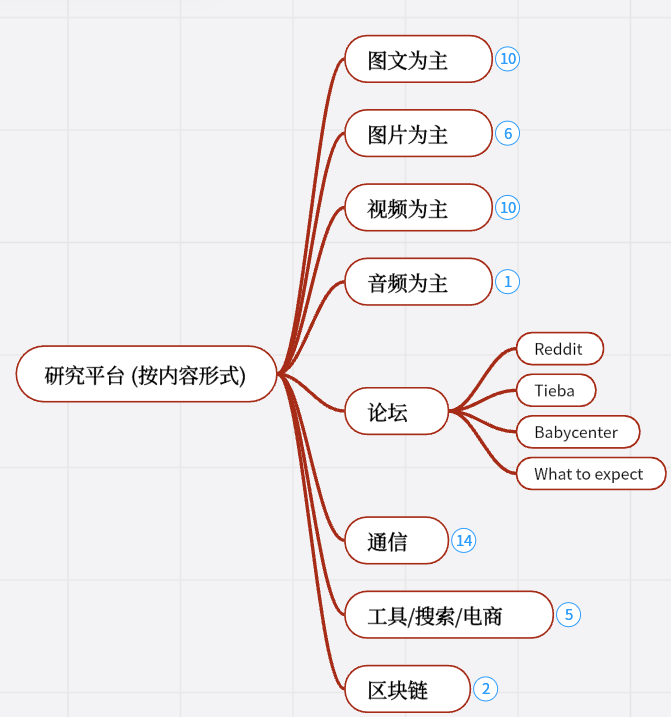 图文为主 10
图片为主 6
视频为主 10
音频为主 1
研究平台 (按内容形式)
论坛
Reddit
Tieba
Babycenter
What to expect
通信 14
工具/搜索/电商 5
区块链 2